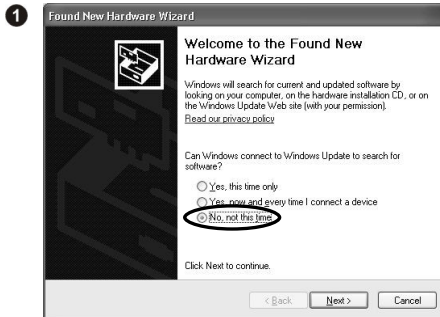 1
Found New Hardware Wizard
Welcome to the Found New
Hardware Wizard
Windows will search for current and updated software by
looking on your computer, on the hardware installation CD, or on
the Windows Update Web site (with your permission).
Read our privacy policy
Can Windows connect to Windows Update to search for
software?
Yes, this time only
Yes, now and every time I connect a device
No, not this time
Click Next to continue.
< Back Next > Cancel